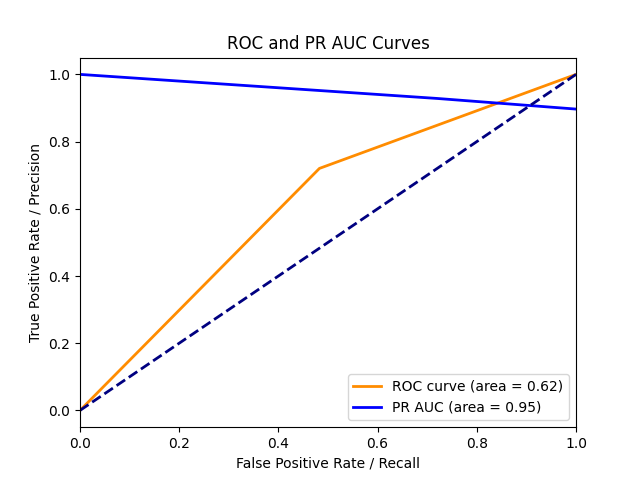 ROC and PR AUC Curves
True Positive Rate / Precision
1.0
0.8
0.6
0.4
0.2
0.0
ROC curve (area = 0.62)
PR AUC (area = 0.95)
0.0 0.2 0.4 0.6 0.8 1.0
False Positive Rate / Recall